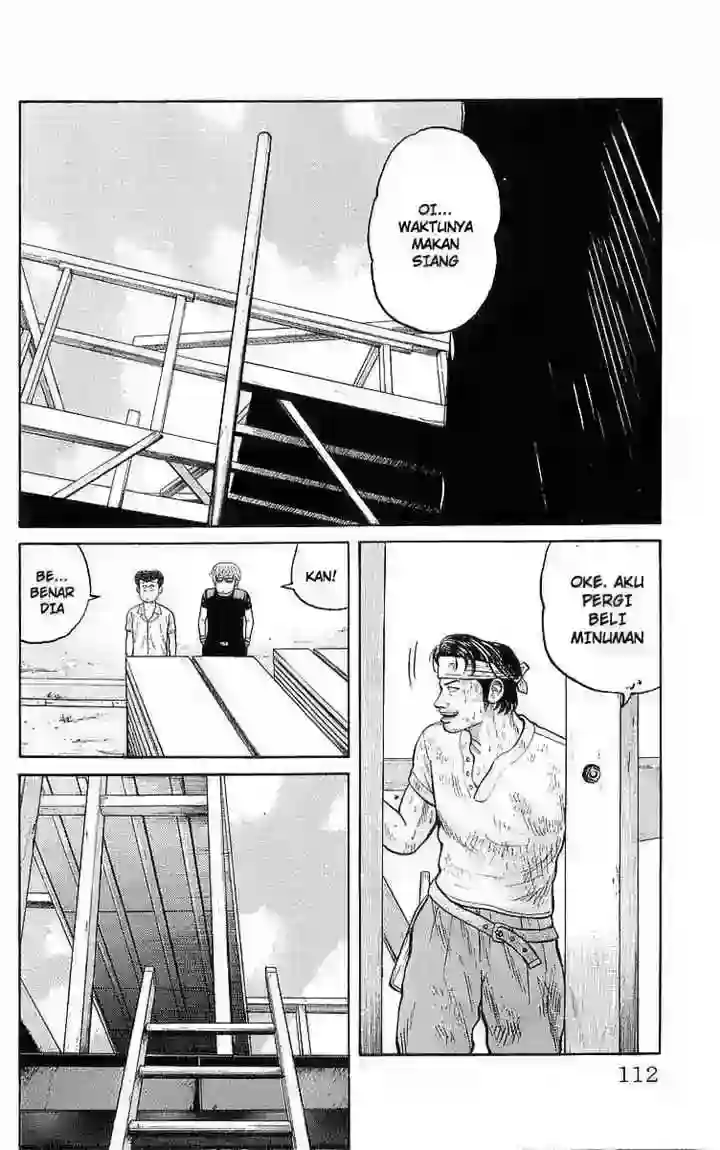 OI...
WAKTUNYA
MAKAN
SIANG
OKE. AKU
PERGI
BELI
MINUMAN
KAN!
BE...
BENAR
DIA
112